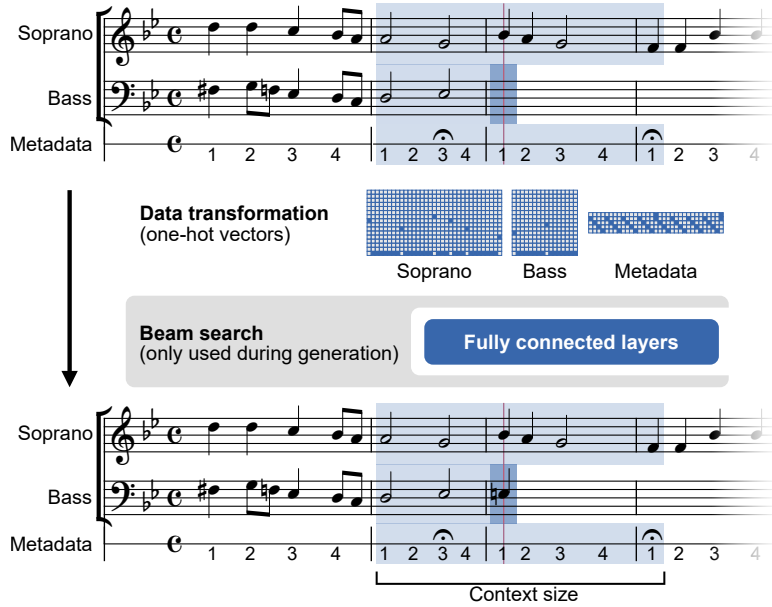 Soprano
Bass
Metadata
1 2 3 4 1 2 3 4 1 2 3 4 1 2 3 4
Data transformation
(one-hot vectors)
Soprano Bass Metadata
Beam search
(only used during generation)
Fully connected layers
Soprano
Bass
Metadata
1 2 3 4 1 2 3 4 1 2 3 4 1 2 3 4
Context size